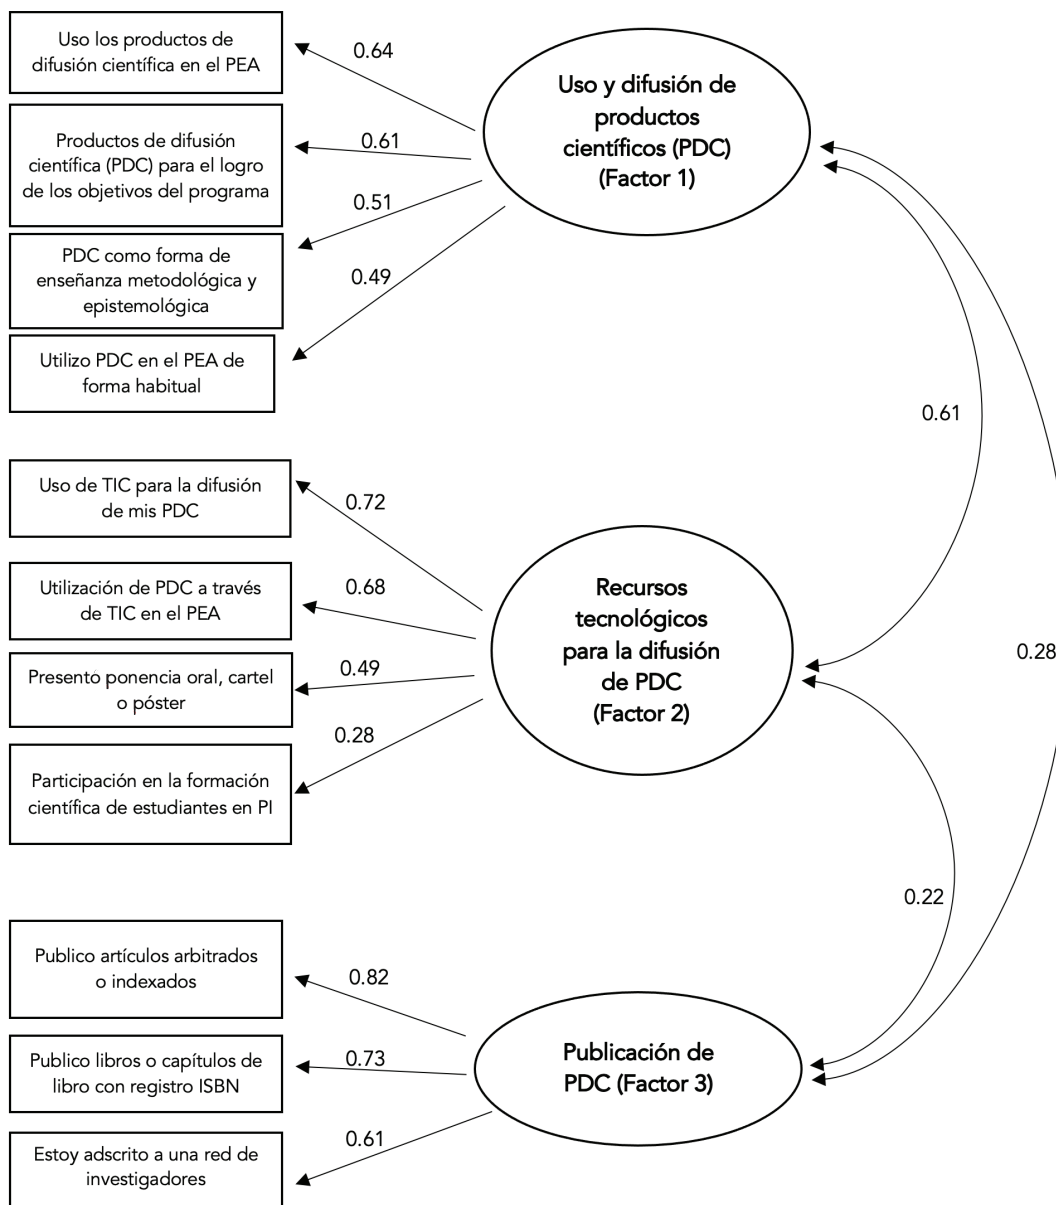 Uso los productos de
difusión científica en el PEA
0.64
Productos de difusión
científica (PDC) para el logro
de los objetivos del programa
0.61
PDC como forma de
enseñanza metodológica y
epistemológica
0.51
Utilizo PDC en el PEA de
forma habitual
0.49
Uso y difusión de
productos
científicos (PDC)
(Factor 1)
0.61
0.28
Uso de TIC para la difusión
de mis PDC
0.72
Utilización de PDC a través
de TIC en el PEA
0.68
Presento ponencia oral, cartel
o póster
0.49
Participación en la formación
científica de estudiantes en PI
0.28
Recursos
tecnológicos
para la difusión
de PDC
(Factor 2)
0.22
Publico artículos arbitrados
o indexados
0.82
Publico libros o capítulos de
libro con registro ISBN
0.73
Estoy adscrito a una red de
investigadores
0.61
Publicación de
PDC (Factor 3)